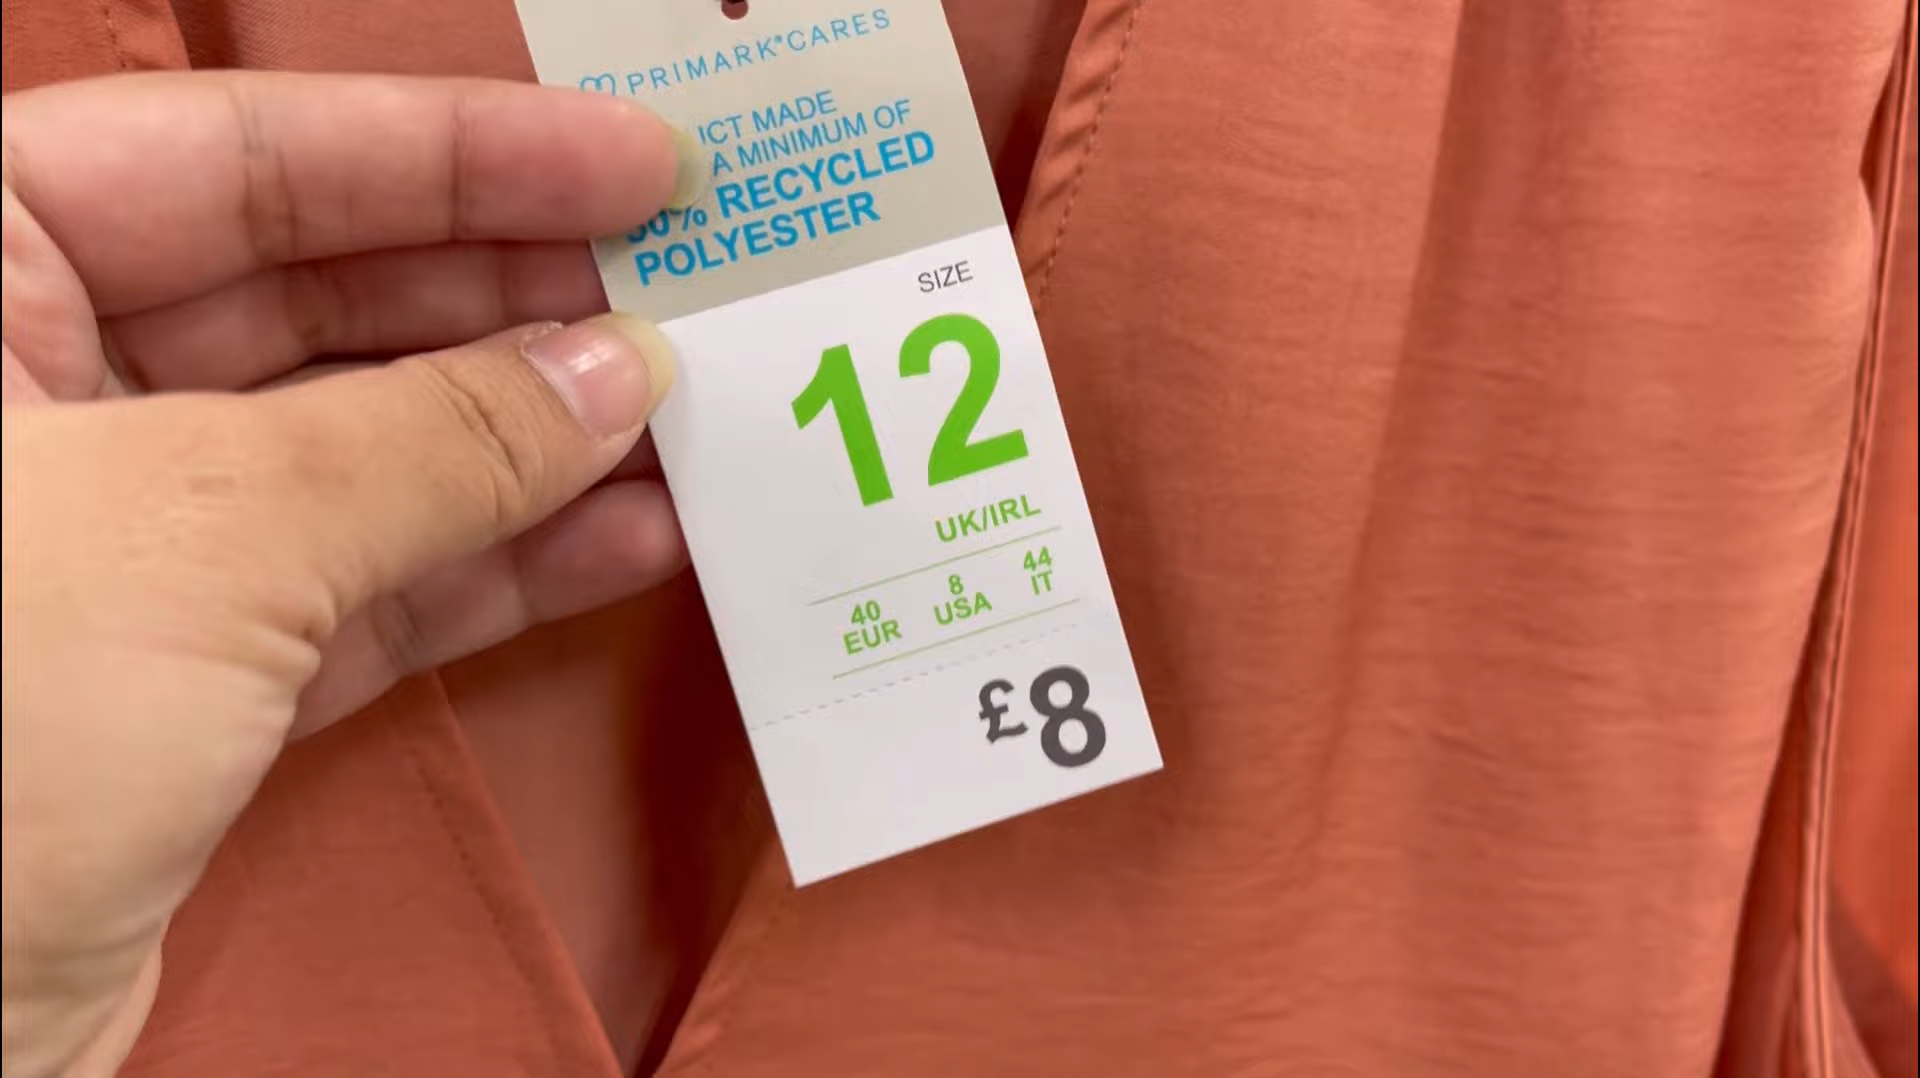 PRIMARK®CARES
ICT MADE
A MINIMUM OF
RECYCLED
POLYESTER
SIZE
12
UK/IRL
40 8 44
EUR USA IT
£8